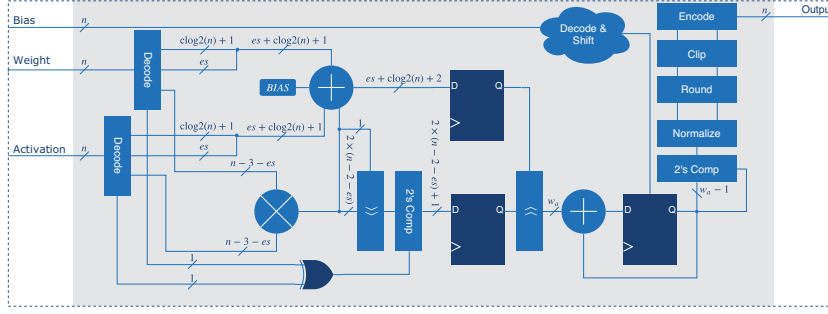 Bias
n
Decode &
Shift
Encode
n
Outpu
Clip
Round
Normalize
2's Comp
Weight
n
Decode
clog2(n) + 1
es + clog2(n) + 1
es
BIAS
es + clog2(n) + 2
D
Q
Activation
n
Decode
clog2(n) + 1
es + clog2(n) + 1
es
n − 3 − es
n − 3 − es
1
2 × (n − 2 − es)
>>
2's Comp
2 × (n − 2 − es) + 1
D
Q
<<
wₐ
D
Q
wₐ − 1
1
1